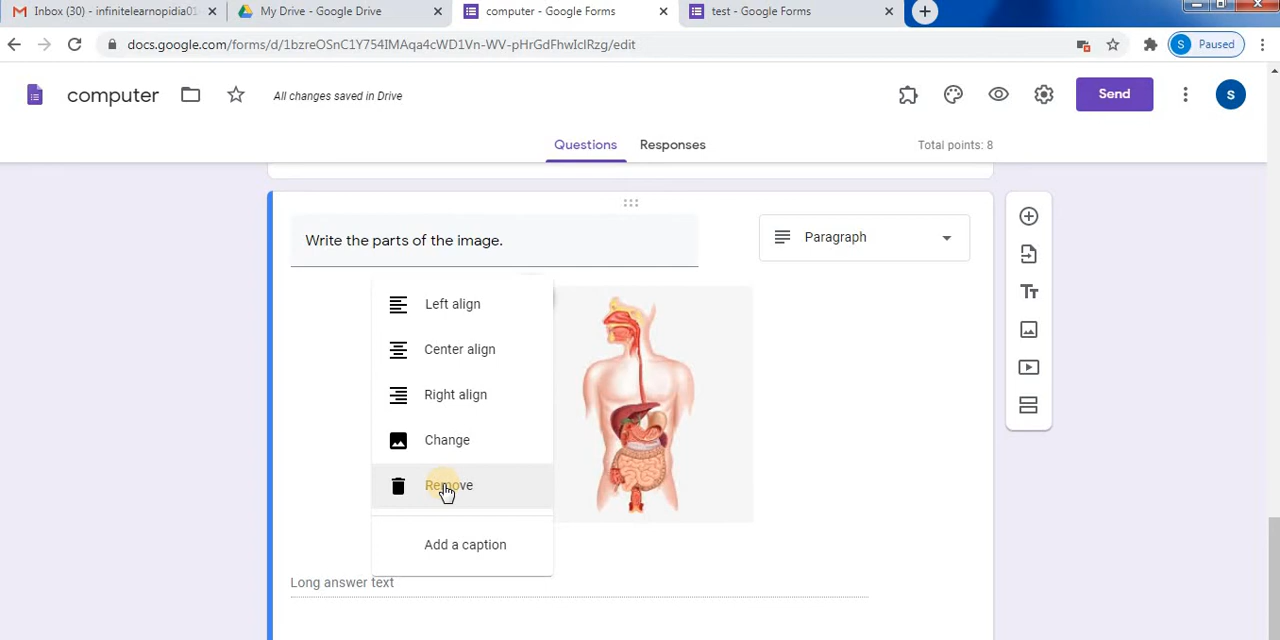 Inbox (30) - infinitelearnopidia01
My Drive - Google Drive
computer - Google Forms
test - Google Forms
docs.google.com/forms/d/1bzreOSnC1Y754IMAqa4cWD1Vn-WV-pHrGdFhwIclRzg/edit
S Paused
computer
All changes saved in Drive
Send
S
Questions
Responses
Total points: 8
Write the parts of the image.
Paragraph
Left align
Center align
Right align
Change
Remove
Add a caption
Long answer text
Tт